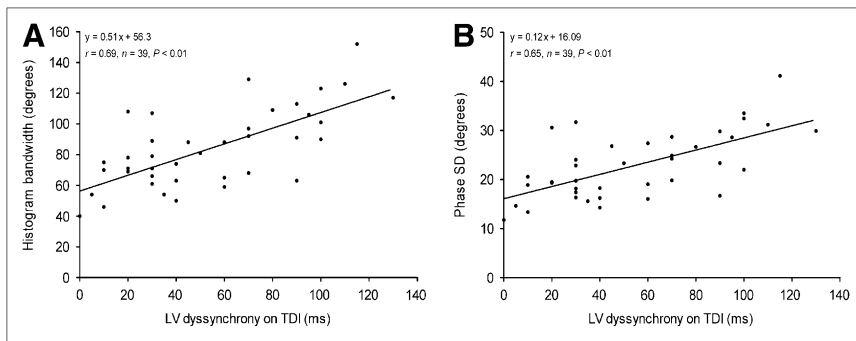 A
y = 0.51x + 56.3
r = 0.69, n = 39, P < 0.01
Histogram bandwidth (degrees)
160
140
120
100
80
60
40
20
0
0 20 40 60 80 100 120 140
LV dyssynchrony on TDI (ms)
B
y = 0.12x + 16.09
r = 0.65, n = 39, P < 0.01
Phase SD (degrees)
50
40
30
20
10
0
0 20 40 60 80 100 120 140
LV dyssynchrony on TDI (ms)